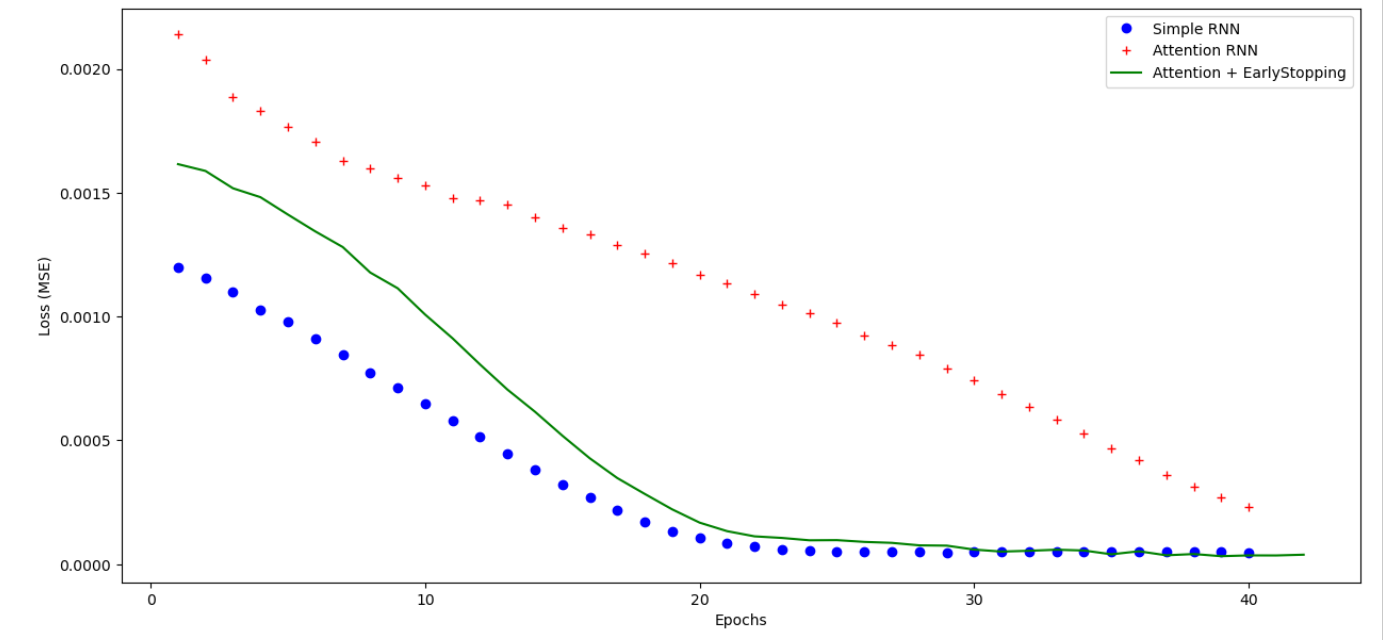 Simple RNN
Attention RNN
Attention + EarlyStopping
0.0020
0.0015
0.0010
0.0005
0.0000
Loss (MSE)
0 10 20 30 40
Epochs